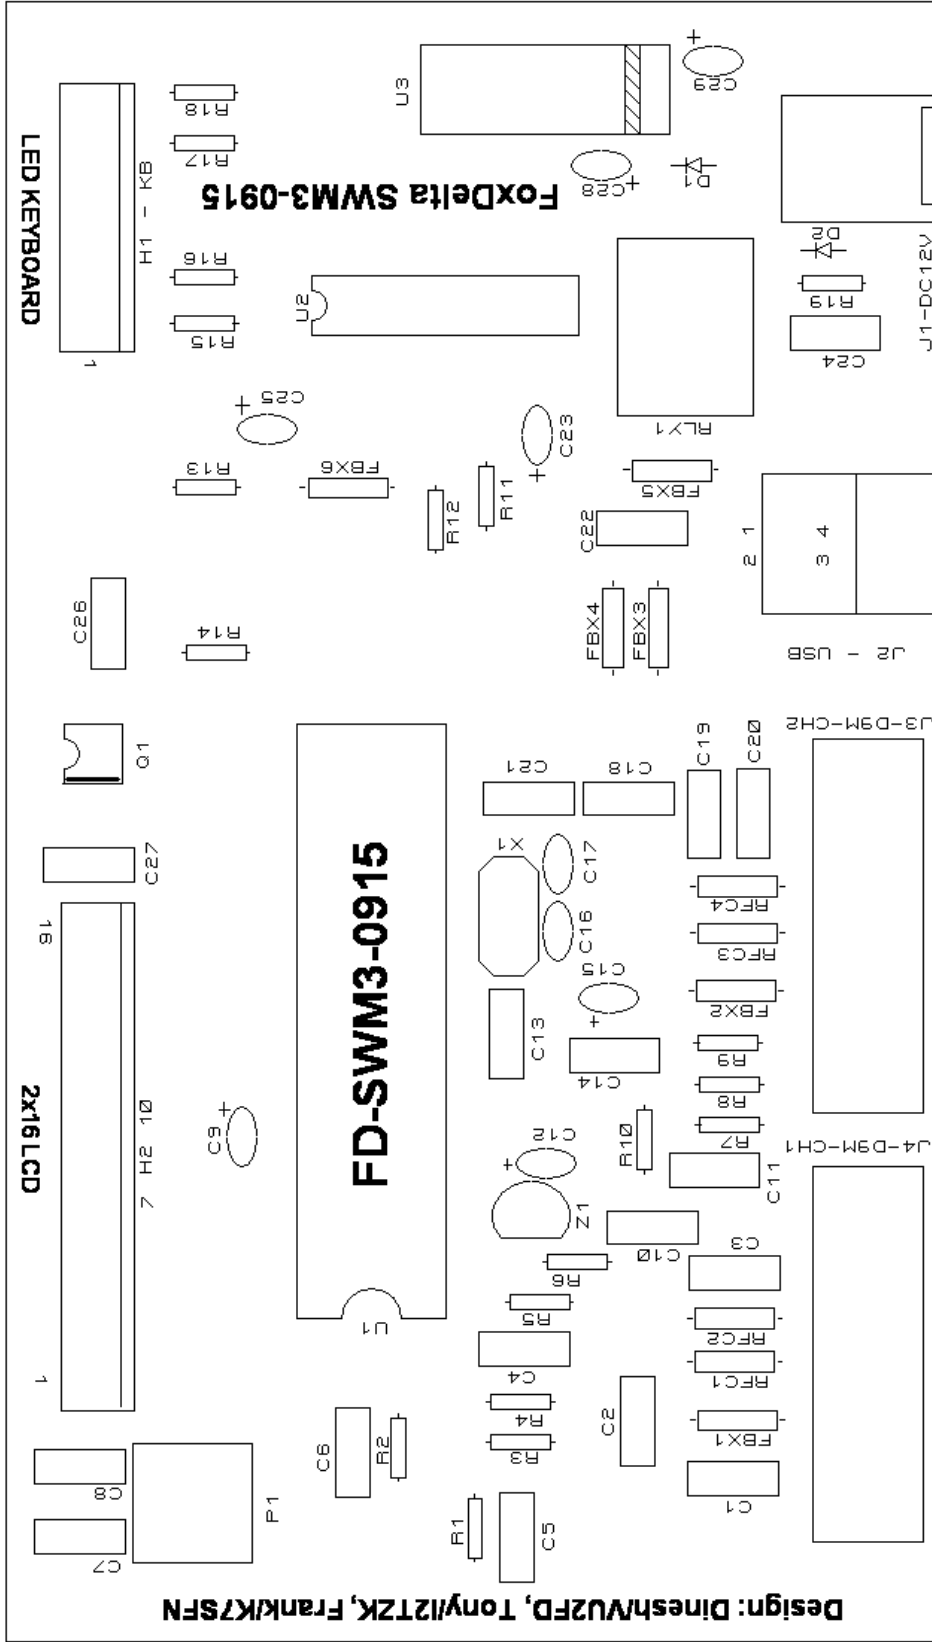 C29
U3
R18
R17
LED KEYBOARD
H1 - KB
C28
D1
FoxDelta SWM3-0915
D2
R16
U2
R19
J1-DC12V
R15
1
C24
C25
C23
RLY1
R13
FBX6
R11
R12
FBX5
C22
2 1
3 4
C26
R14
FBX4
FBX3
J2 - USB
J3-D9M-CH2
Q1
C19
C20
C21
C18
X1
C27
C17
RFC4
16
C16
RFC3
C15
FBX2
FD-SWM3-0915
C13
R9
C14
R8
2x16 LCD
7 H2 10
C9
C12
R10
R7
J4-D9M-CH1
C11
Z1
C10
C3
R6
R5
U1
RFC2
1
C4
RFC1
R4
C2
FBX1
C6
R2
R3
C8
P1
C1
R1
C5
C7
Design: Dinesh/VU2FD, Tony/I2TZK, Frank/K7SFN